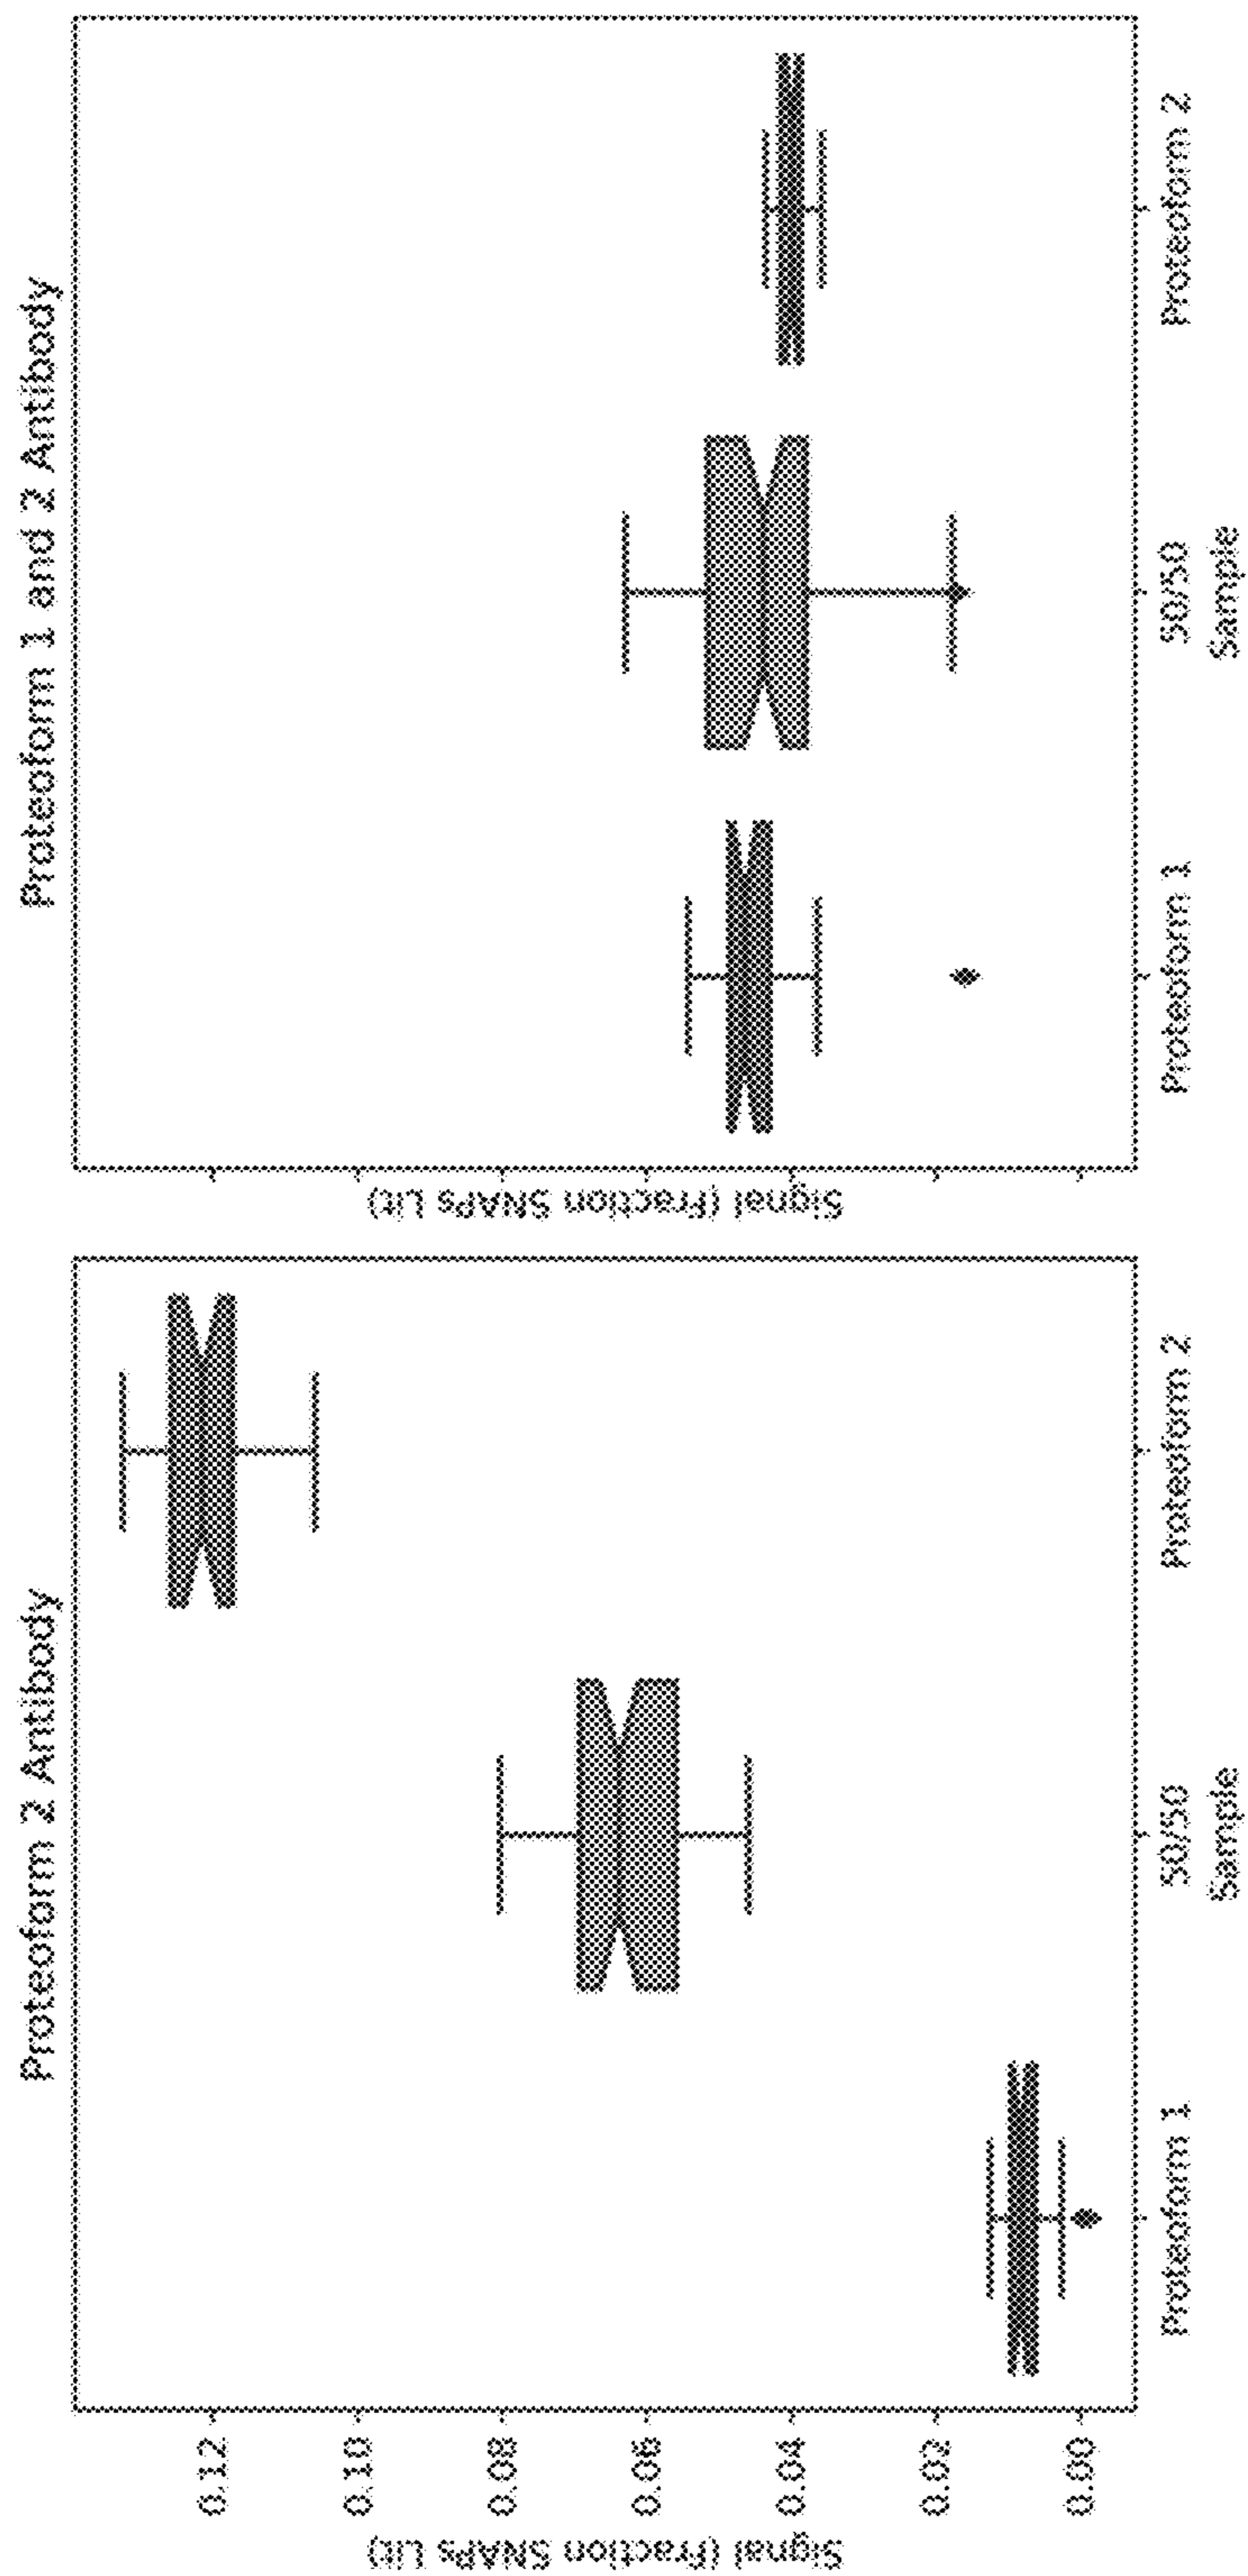 Proteoform 2 Antibody
Signal (Fraction SNAPs Lit)
0.12
0.10
0.08
0.06
0.04
0.02
0.00
Proteoform 1
50/50
Proteoform 2
Sample
Proteoform 1 and 2 Antibody
Signal (Fraction SNAPs Lit)
Proteoform 1
50/50
Proteoform 2
Sample